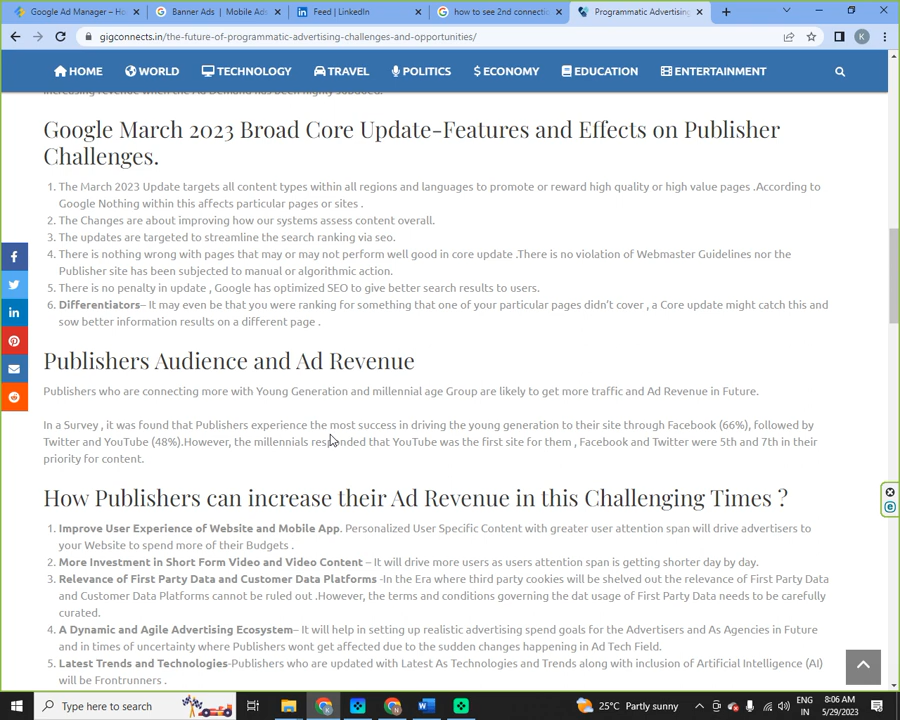 Google Ad Manager – Ho
Banner Ads | Mobile Ads
Feed | LinkedIn
how to see 2nd connecti
Programmatic Advertising
gigconnects.in/the-future-of-programmatic-advertising-challenges-and-opportunities/
K
HOME WORLD TECHNOLOGY TRAVEL POLITICS ECONOMY EDUCATION ENTERTAINMENT
increasing revenue when the Ad Demand has been highly subdued.
Google March 2023 Broad Core Update-Features and Effects on Publisher
Challenges.
1. The March 2023 Update targets all content types within all regions and languages to promote or reward high quality or high value pages .According to
Google Nothing within this affects particular pages or sites .
2. The Changes are about improving how our systems assess content overall.
3. The updates are targeted to streamline the search ranking via seo.
4. There is nothing wrong with pages that may or may not perform well good in core update .There is no violation of Webmaster Guidelines nor the
Publisher site has been subjected to manual or algorithmic action.
5. There is no penalty in update , Google has optimized SEO to give better search results to users.
6. Differentiators– It may even be that you were ranking for something that one of your particular pages didn't cover , a Core update might catch this and
sow better information results on a different page .
Publishers Audience and Ad Revenue
Publishers who are connecting more with Young Generation and millennial age Group are likely to get more traffic and Ad Revenue in Future.
In a Survey , it was found that Publishers experience the most success in driving the young generation to their site through Facebook (66%), followed by
Twitter and YouTube (48%).However, the millennials responded that YouTube was the first site for them , Facebook and Twitter were 5th and 7th in their
priority for content.
How Publishers can increase their Ad Revenue in this Challenging Times ?
1. Improve User Experience of Website and Mobile App. Personalized User Specific Content with greater user attention span will drive advertisers to
your Website to spend more of their Budgets .
2. More Investment in Short Form Video and Video Content – It will drive more users as users attention span is getting shorter day by day.
3. Relevance of First Party Data and Customer Data Platforms -In the Era where third party cookies will be shelved out the relevance of First Party Data
and Customer Data Platforms cannot be ruled out .However, the terms and conditions governing the dat usage of First Party Data needs to be carefully
curated.
4. A Dynamic and Agile Advertising Ecosystem– It will help in setting up realistic advertising spend goals for the Advertisers and As Agencies in Future
and in times of uncertainty where Publishers wont get affected due to the sudden changes happening in Ad Tech Field.
5. Latest Trends and Technologies-Publishers who are updated with Latest As Technologies and Trends along with inclusion of Artificial Intelligence (AI)
will be Frontrunners .
Type here to search
25°C Partly sunny
ENG
IN
8:06 AM
5/29/2023